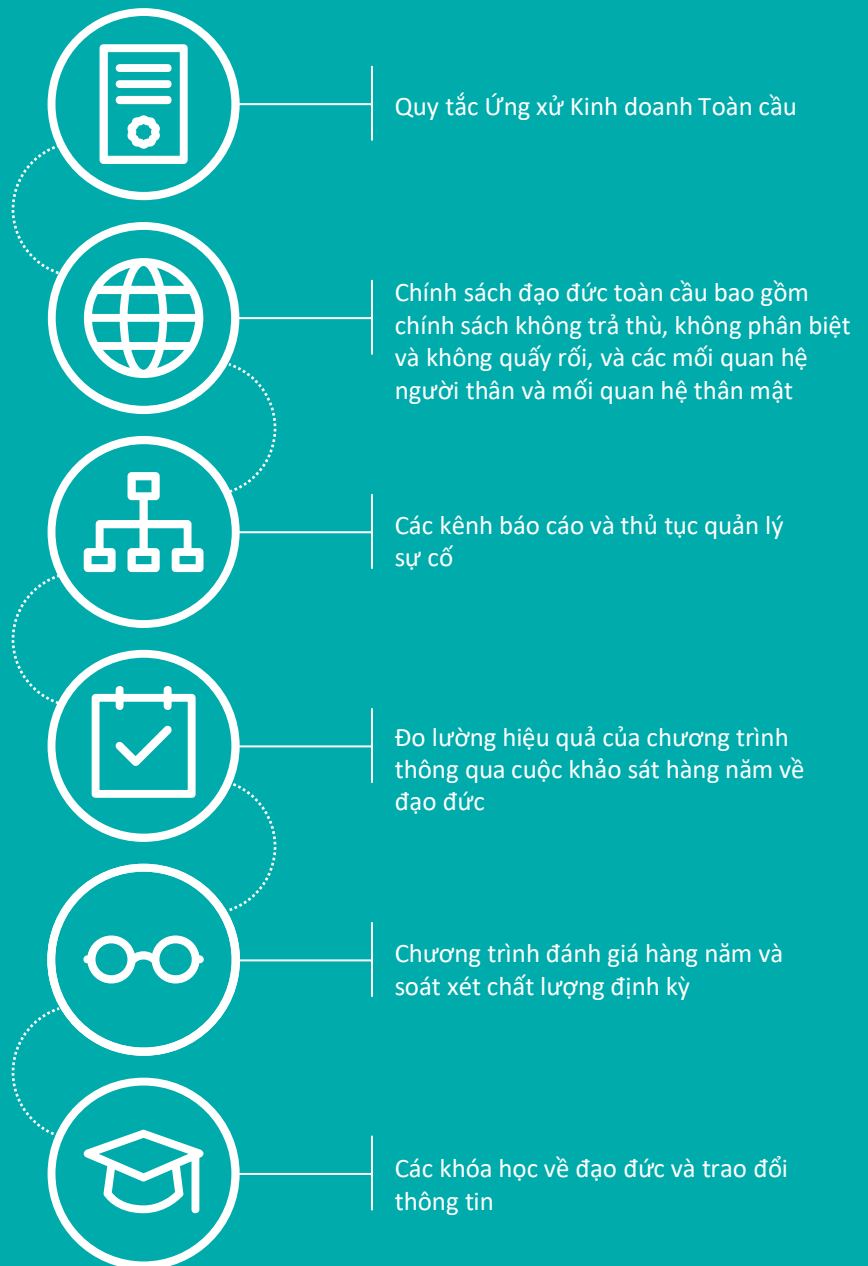 Quy tắc Ứng xử Kinh doanh Toàn cầu
Chính sách đạo đức toàn cầu bao gồm
chính sách không trả thù, không phân biệt
và không quấy rối, và các mối quan hệ
người thân và mối quan hệ thân mật
Các kênh báo cáo và thủ tục quản lý
sự cố
Đo lường hiệu quả của chương trình
thông qua cuộc khảo sát hàng năm về
đạo đức
Chương trình đánh giá hàng năm và
soát xét chất lượng định kỳ
Các khóa học về đạo đức và trao đổi
thông tin